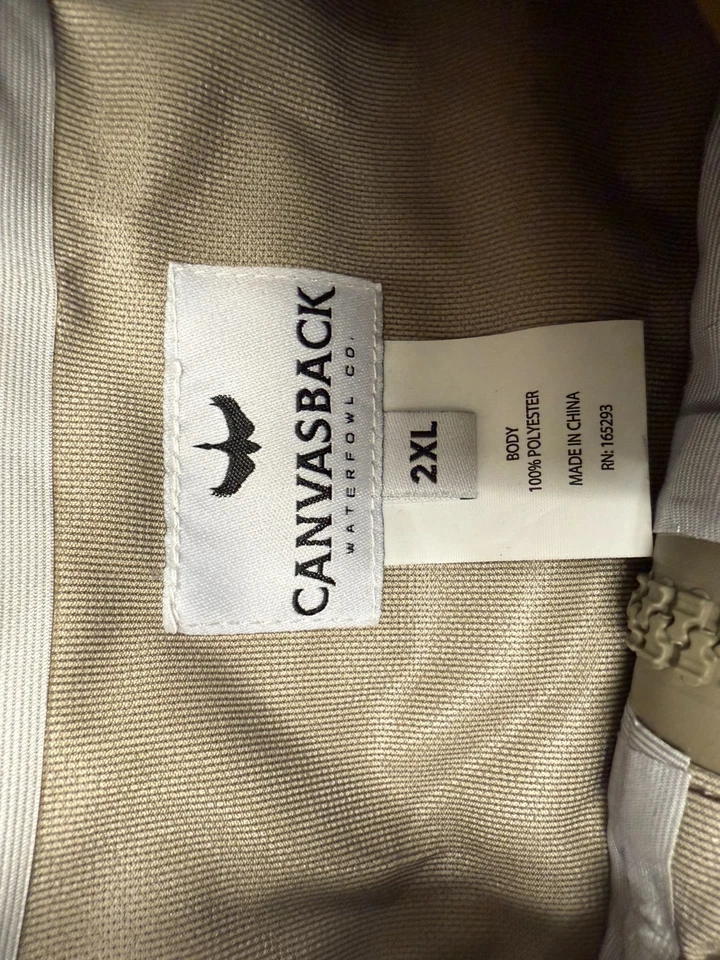 CANVASBACK
WATERFOWL CO.
2XL
BODY
100% POLYESTER
MADE IN CHINA
RN: 165293